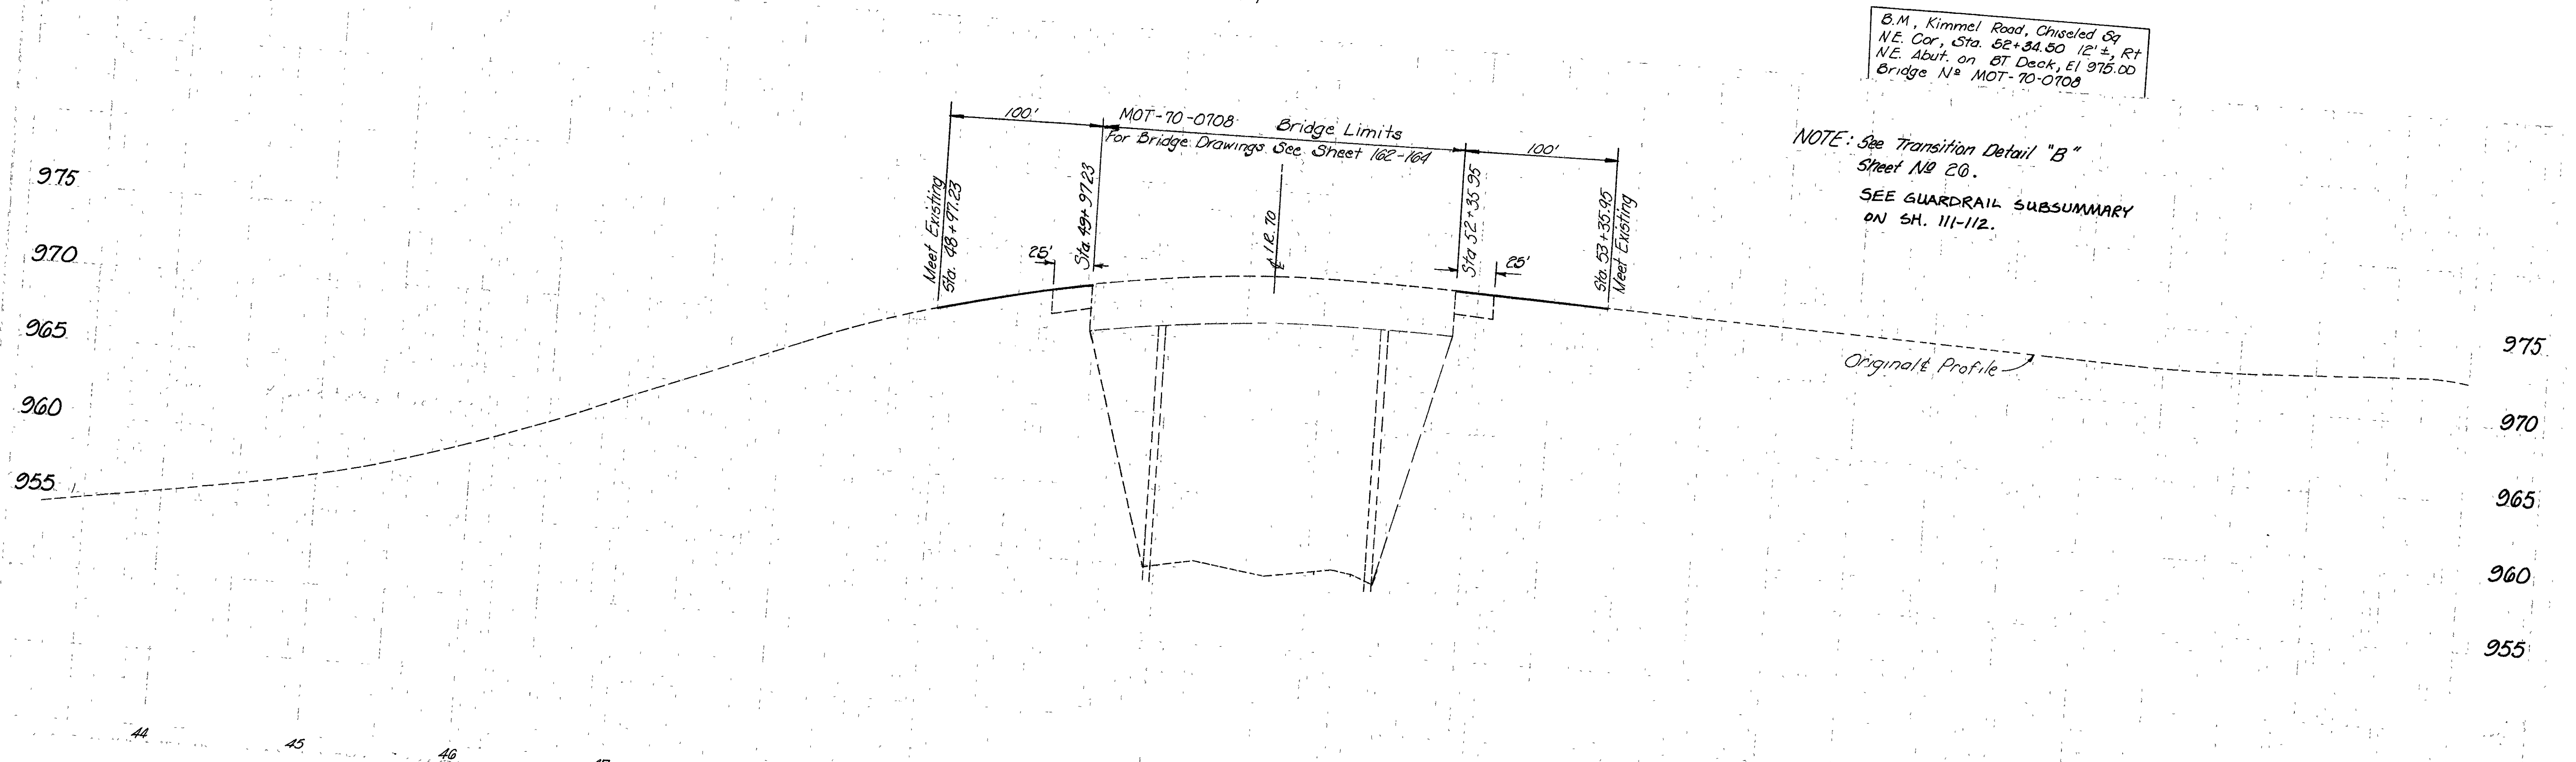 B.M, Kimmel Road, Chiseled Sq
N.E. Cor, Sta. 52+34.50 12'±, Rt
N.E. Abut. on BT Deck, El 975.00
Bridge Nº MOT-70-0708
100'
MOT-70-0708 Bridge Limits
For Bridge Drawings See Sheet 162-164
100'
NOTE: See Transition Detail "B"
Sheet Nº 20.
SEE GUARDRAIL SUBSUMMARY
ON SH. 111-112.
Meet Existing
Sta. 48+97.23
25'
Sta. 49+97.23
℄ I.R. 70
Sta 52+35.95
25'
Sta. 53+35.95
Meet Existing
975
970
965
960
955
Original ℄ Profile
975
970
965
960
955
44
45
46